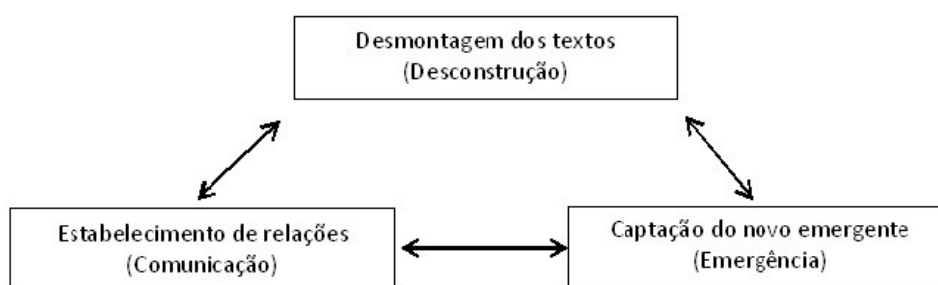 Desmontagem dos textos
(Desconstrução)
Estabelecimento de relações
(Comunicação)
Captação do novo emergente
(Emergência)